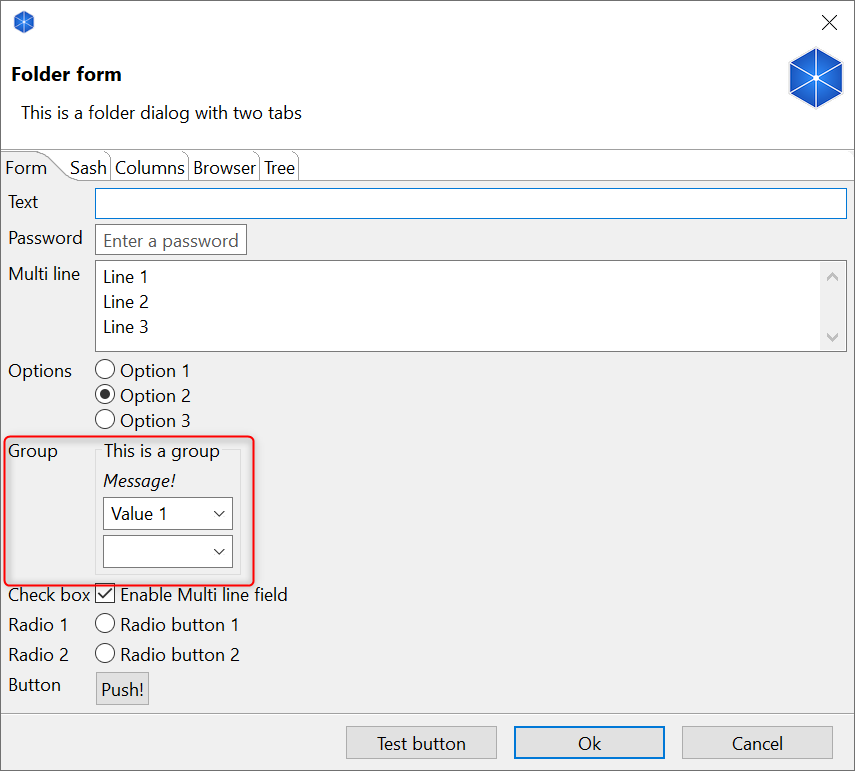 Folder form
This is a folder dialog with two tabs
Form Sash Columns Browser Tree
Text
Password Enter a password
Multi line Line 1
Line 2
Line 3
Options Option 1
Option 2
Option 3
Group This is a group
Message!
Value 1
Check box Enable Multi line field
Radio 1 Radio button 1
Radio 2 Radio button 2
Button Push!
Test button Ok Cancel